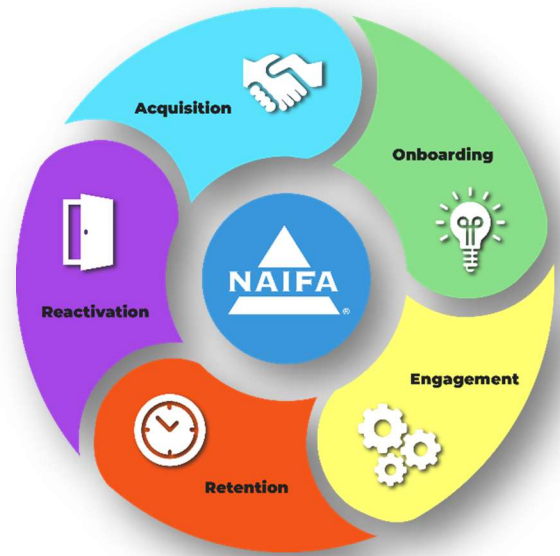 Acquisition
Onboarding
NAIFA
®
Reactivation
Engagement
Retention